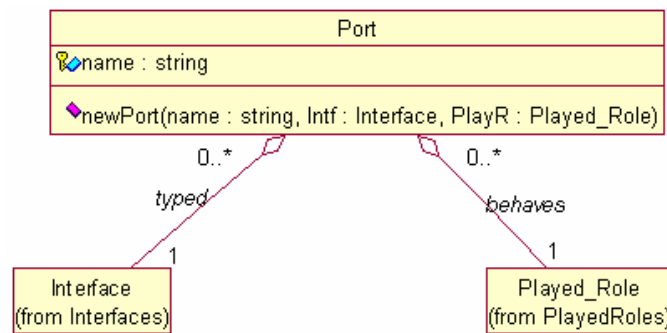 Port
name : string
newPort(name : string, Intf : Interface, PlayR : Played_Role)
0..*
0..*
typed
behaves
1
1
Interface
(from Interfaces)
Played_Role
(from PlayedRoles)